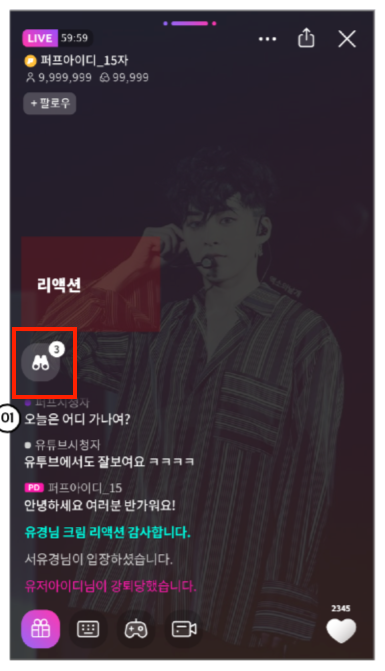 LIVE 59:59
퍼프아이디_15자
9,999,999 99,999
+ 팔로우
리액션
3
01
퍼프시청자
오늘은 어디 가나여?
유튜브시청자
유투브에서도 잘보여요 ㅋㅋㅋㅋ
PD 퍼프아이디_15
안녕하세요 여러분 반가워요!
유경님 크림 리액션 감사합니다.
서유경님이 입장하셨습니다.
유저아이디님이 강퇴당했습니다.
2345